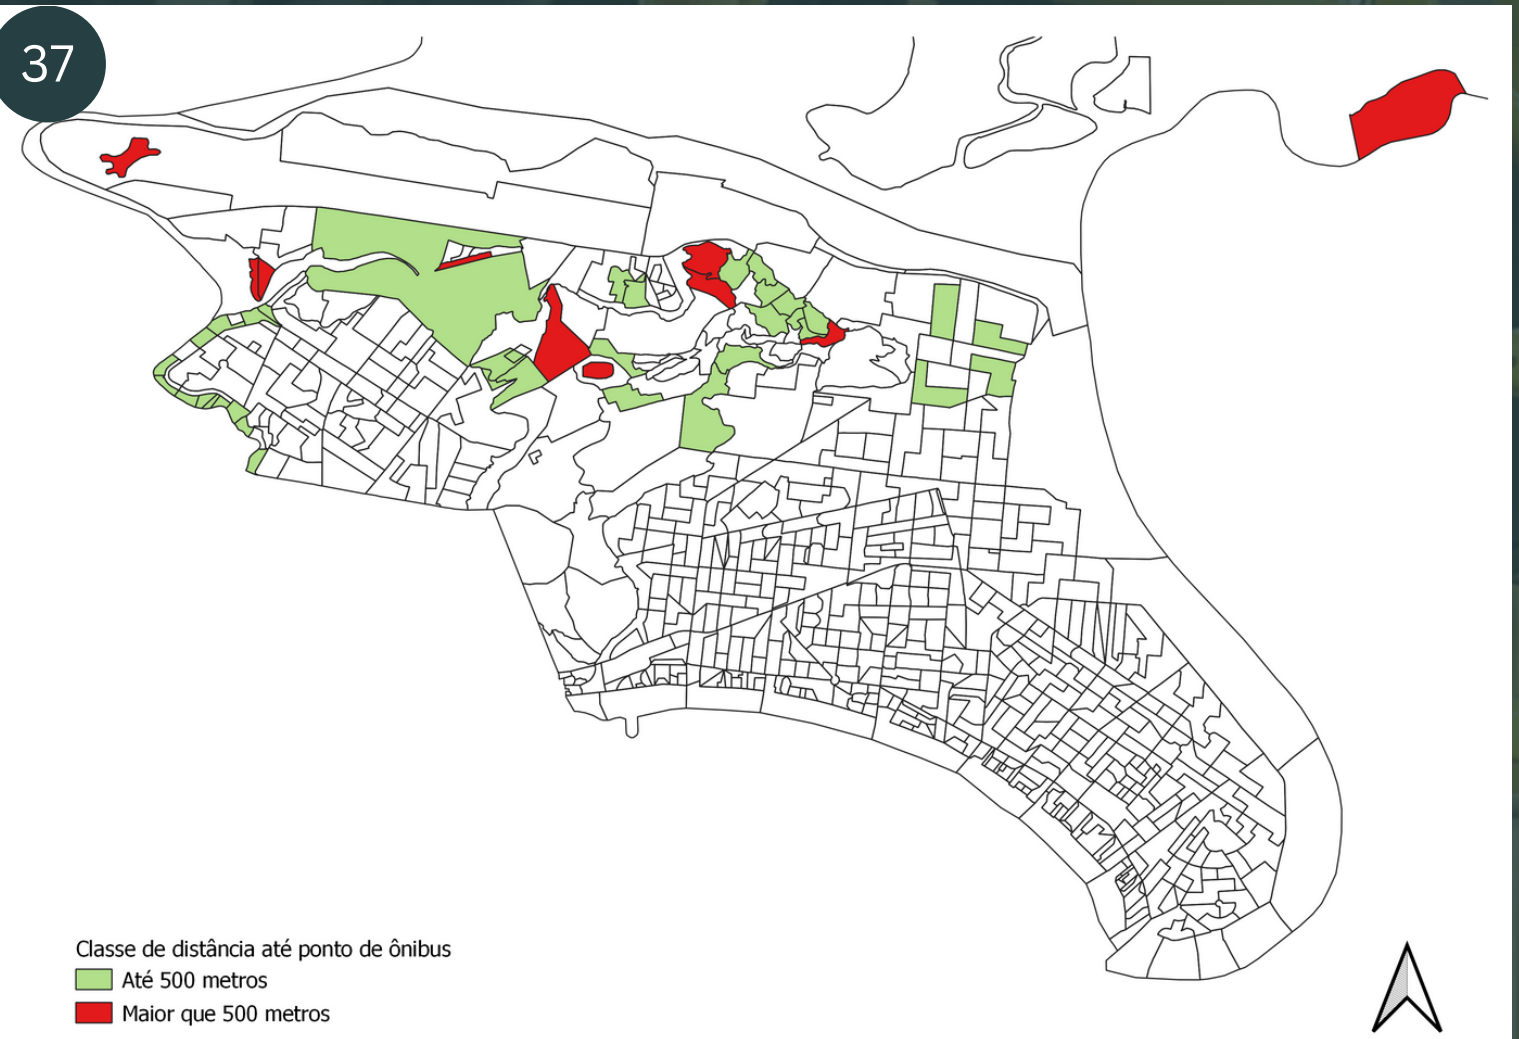 37
Classe de distância até ponto de ônibus
Até 500 metros
Maior que 500 metros